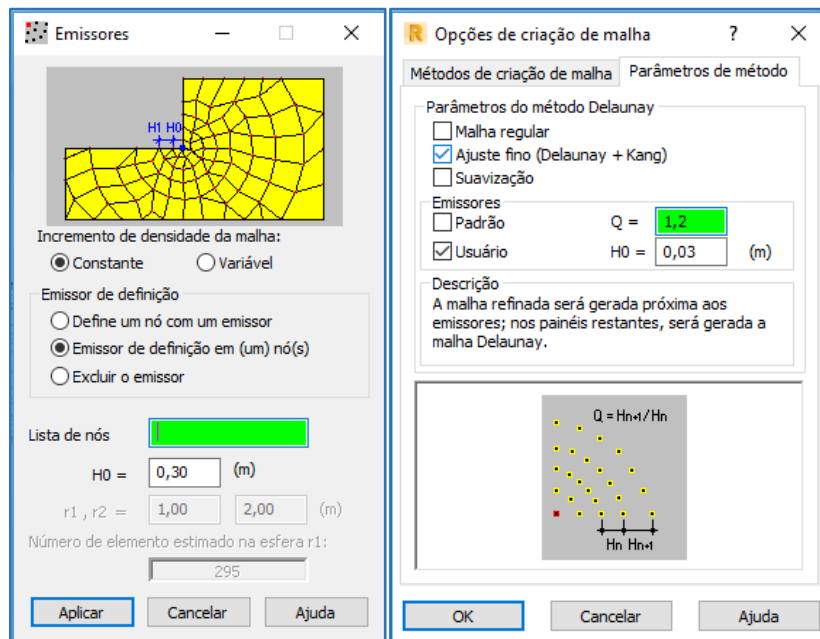 Emissores
H1 H0
Incremento de densidade da malha:
Constante
Variável
Emissor de definição
Define um nó com um emissor
Emissor de definição em (um) nó(s)
Excluir o emissor
Lista de nós
H0 = 0,30 (m)
r1 , r2 = 1,00 2,00 (m)
Número de elemento estimado na esfera r1:
295
Aplicar
Cancelar
Ajuda
R Opções de criação de malha ?
Métodos de criação de malha
Parâmetros de método
Parâmetros do método Delaunay
Malha regular
Ajuste fino (Delaunay + Kang)
Suavização
Emissores
Padrão Q = 1,2
Usuário H0 = 0,03 (m)
Descrição
A malha refinada será gerada próxima aos
emissores; nos painéis restantes, será gerada a
malha Delaunay.
Q = Hn+1/Hn
Hn Hn+1
OK
Cancelar
Ajuda